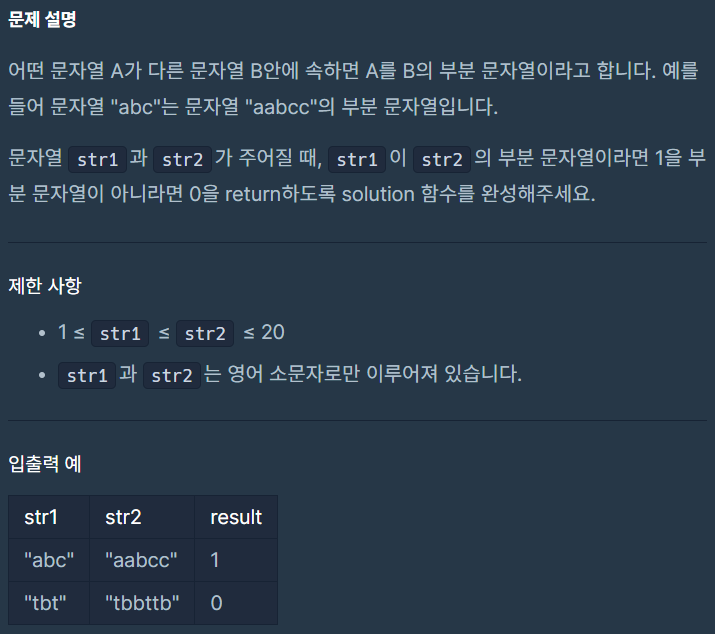 문제 설명
어떤 문자열 A가 다른 문자열 B안에 속하면 A를 B의 부분 문자열이라고 합니다. 예를
들어 문자열 "abc"는 문자열 "aabcc"의 부분 문자열입니다.
문자열 str1 과 str2 가 주어질 때, str1 이 str2 의 부분 문자열이라면 1을 부
분 문자열이 아니라면 0을 return하도록 solution 함수를 완성해주세요.
제한 사항
• 1 ≤ str1 ≤ str2 ≤ 20
• str1 과 str2 는 영어 소문자로만 이루어져 있습니다.
입출력 예
str1 str2 result
"abc" "aabcc" 1
"tbt" "tbbttb" 0